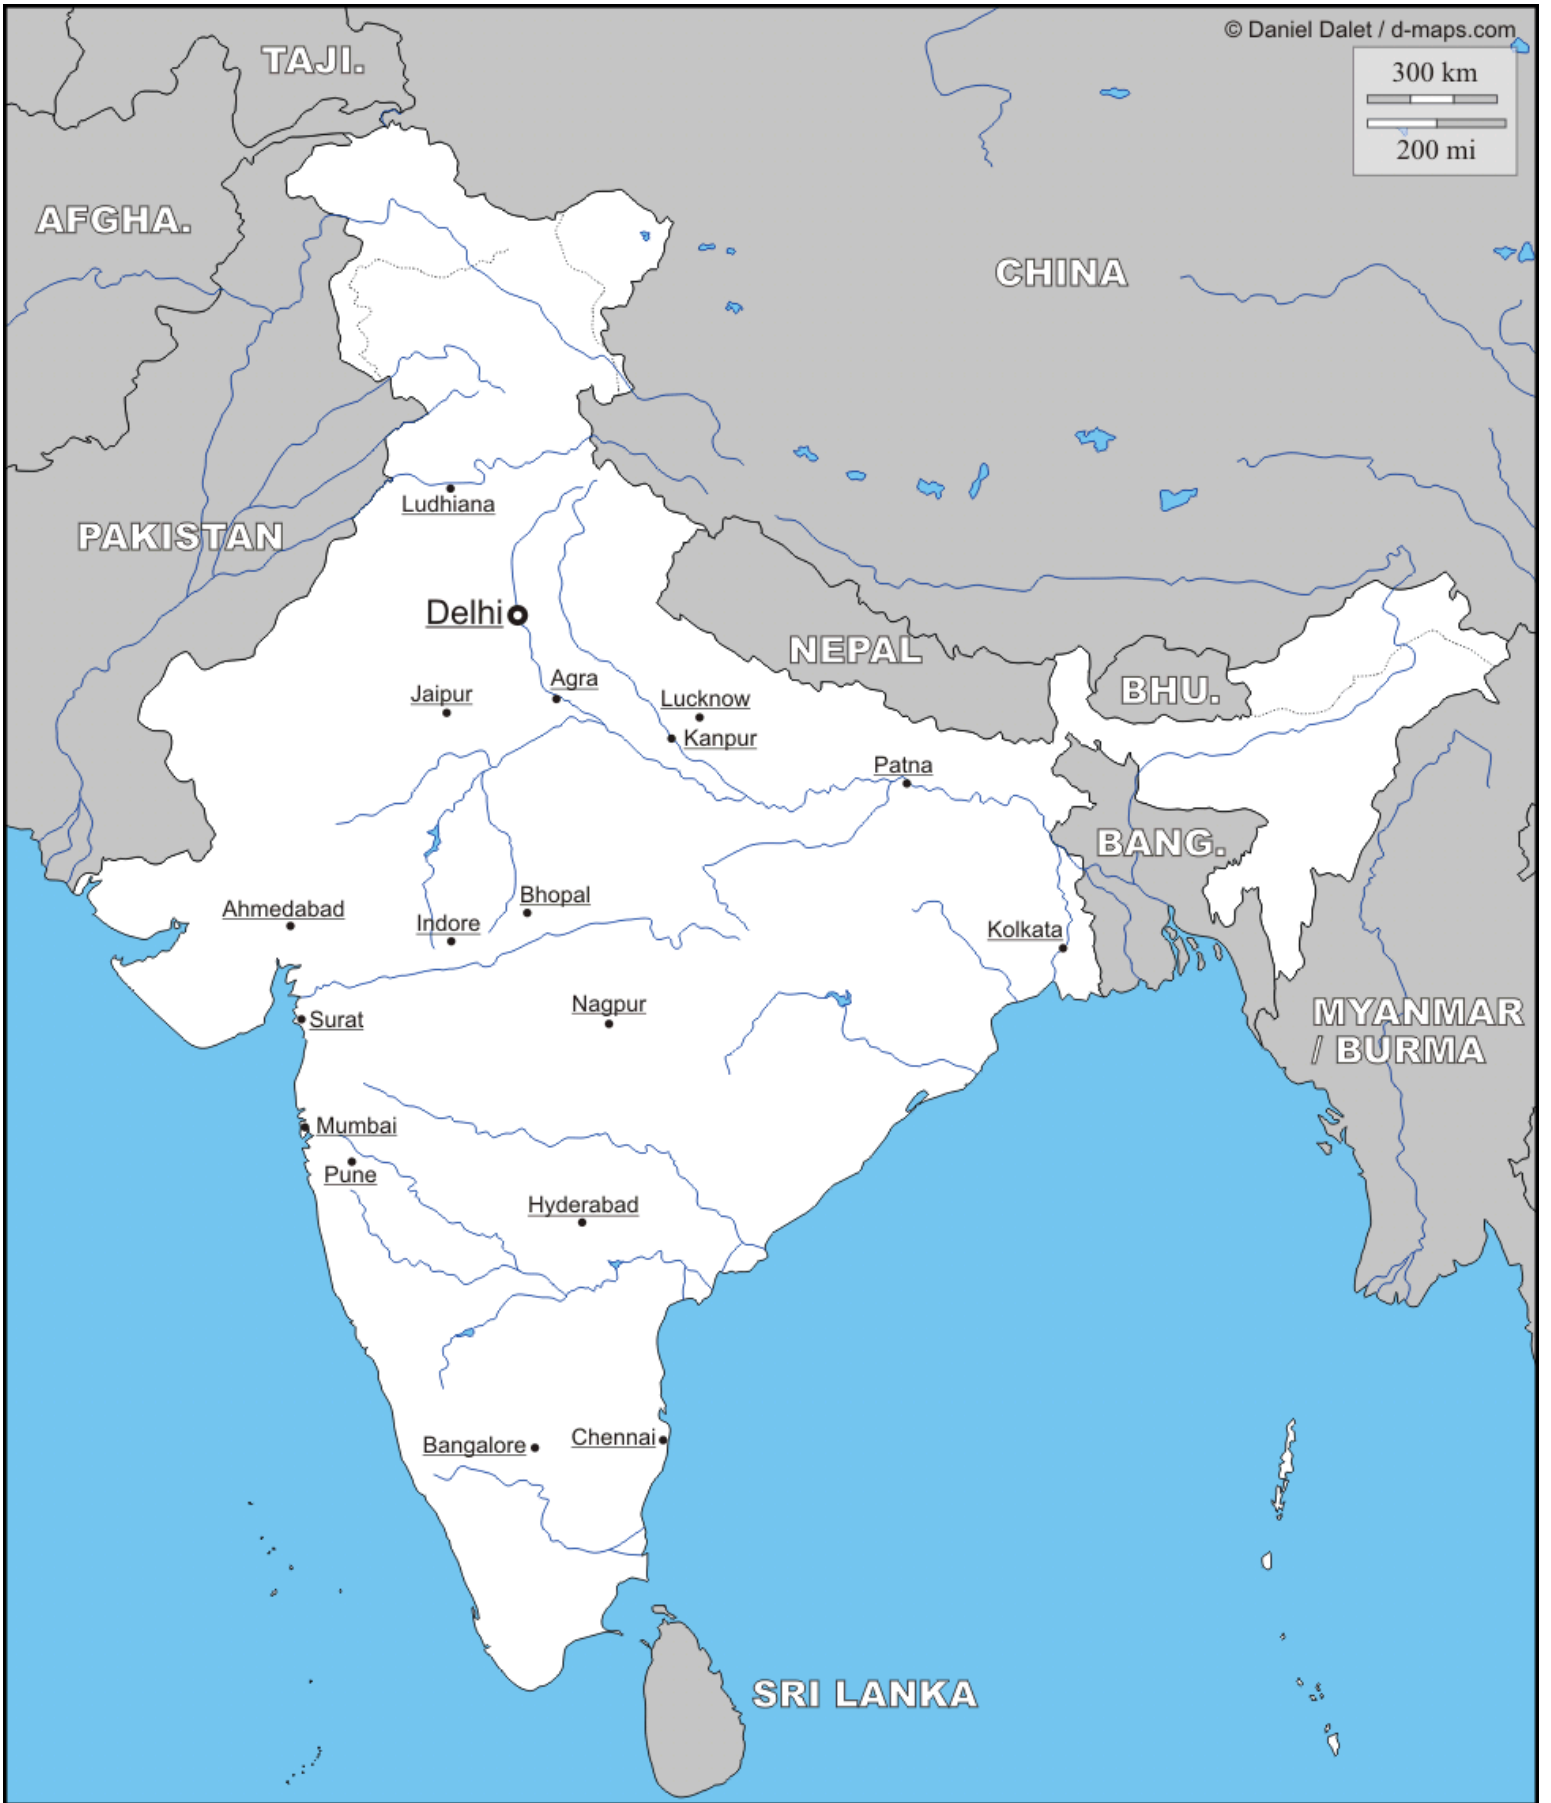 © Daniel Dalet / d-maps.com
TAJI.
300 km
200 mi
AFGHA.
CHINA
Ludhiana
PAKISTAN
Delhi
NEPAL
Agra
BHU.
Jaipur
Lucknow
Kanpur
Patna
BANG.
Bhopal
Ahmedabad
Indore
Kolkata
Nagpur
Surat
MYANMAR
/ BURMA
Mumbai
Pune
Hyderabad
Chennai
Bangalore
SRI LANKA